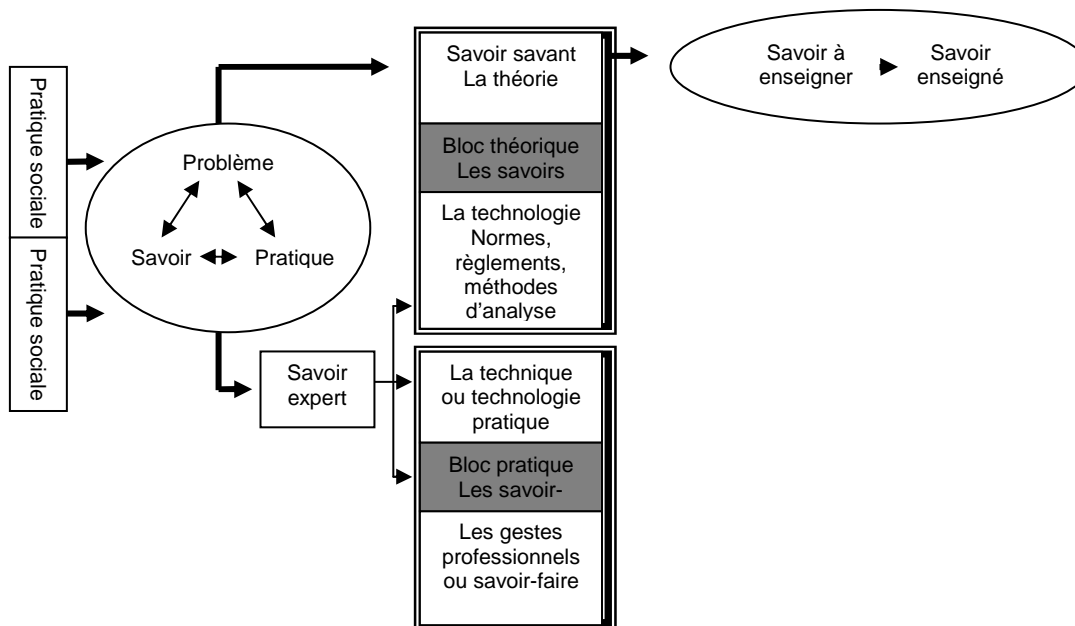 Pratique sociale
Pratique sociale
Problème
Savoir
Pratique
Savoir
expert
Savoir savant
La théorie
Bloc théorique
Les savoirs
La technologie
Normes,
règlements,
méthodes
d'analyse
La technique
ou technologie
pratique
Bloc pratique
Les savoir-
Les gestes
professionnels
ou savoir-faire
Savoir à
enseigner
Savoir
enseigné